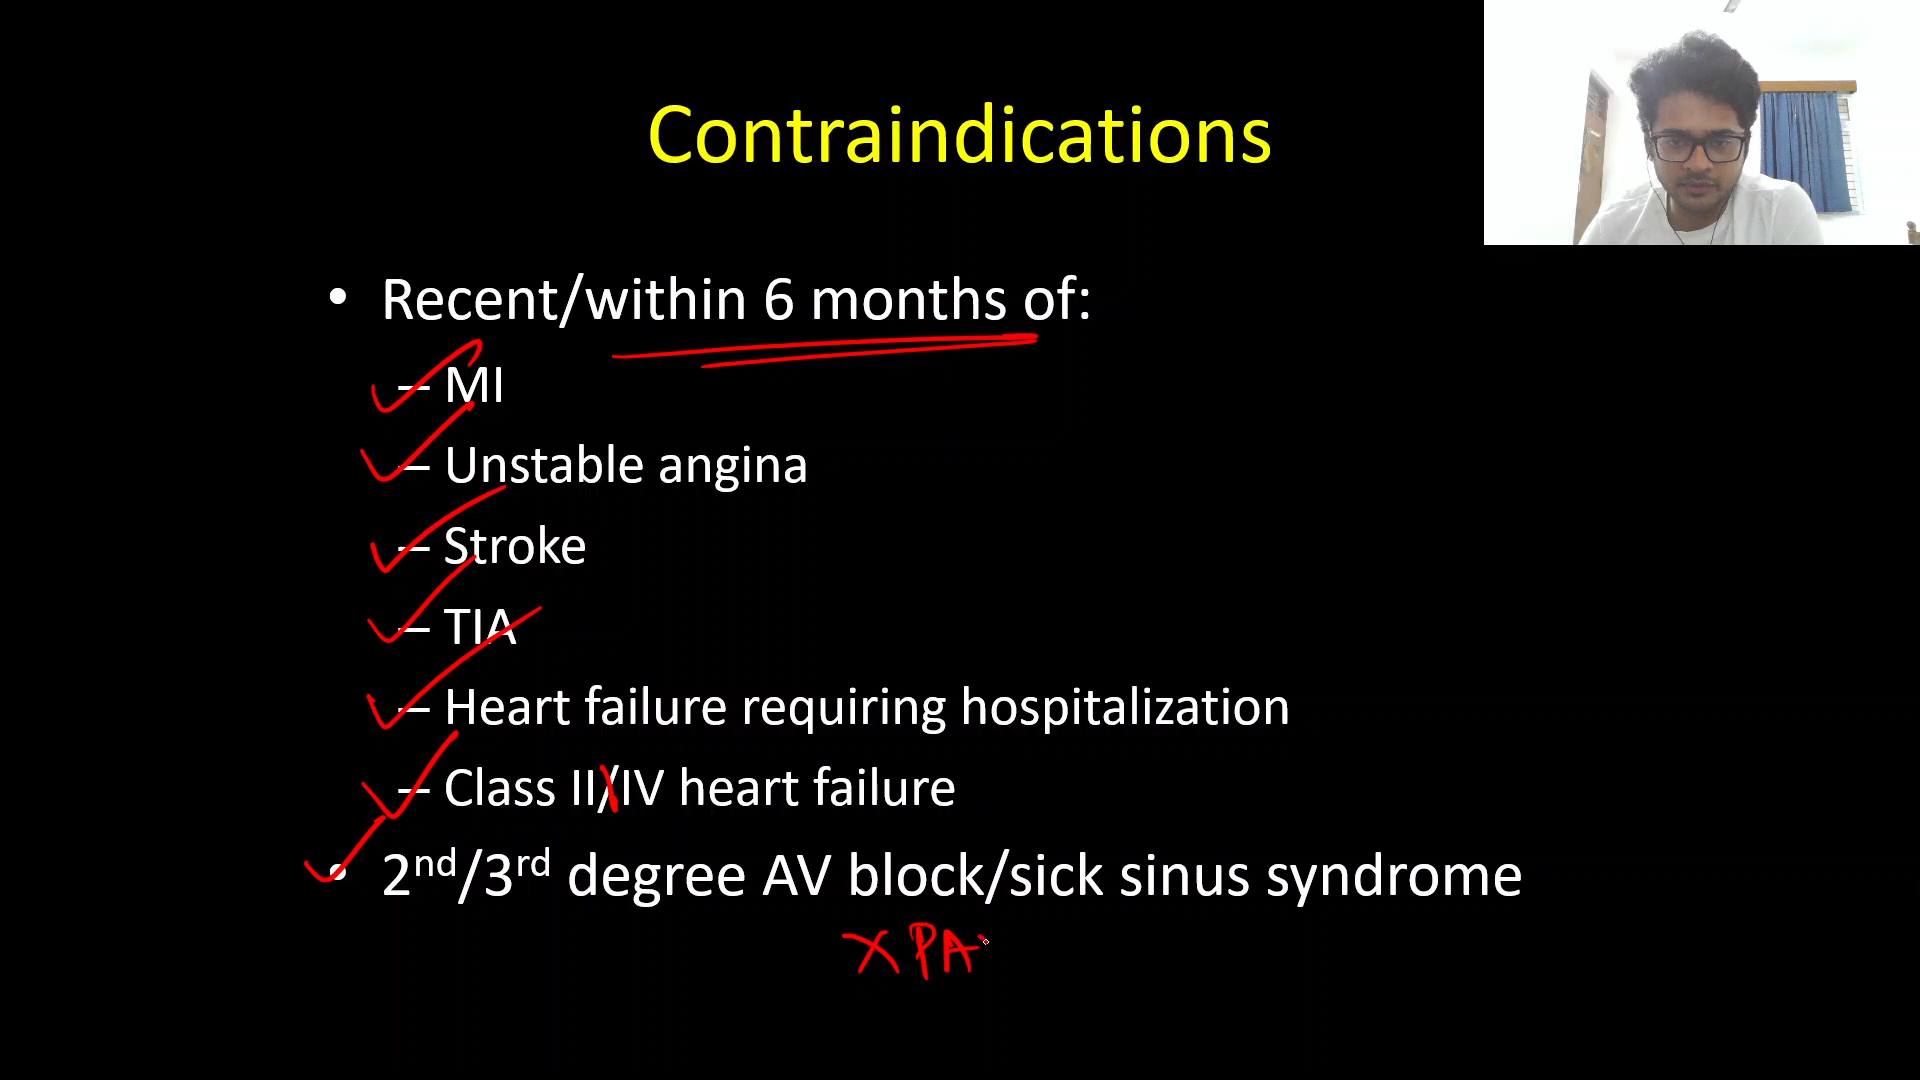 Contraindications
• Recent/within 6 months of:
– MI
– Unstable angina
– Stroke
– TIA
– Heart failure requiring hospitalization
– Class II/IV heart failure
• 2nd/3rd degree AV block/sick sinus syndrome
X PA